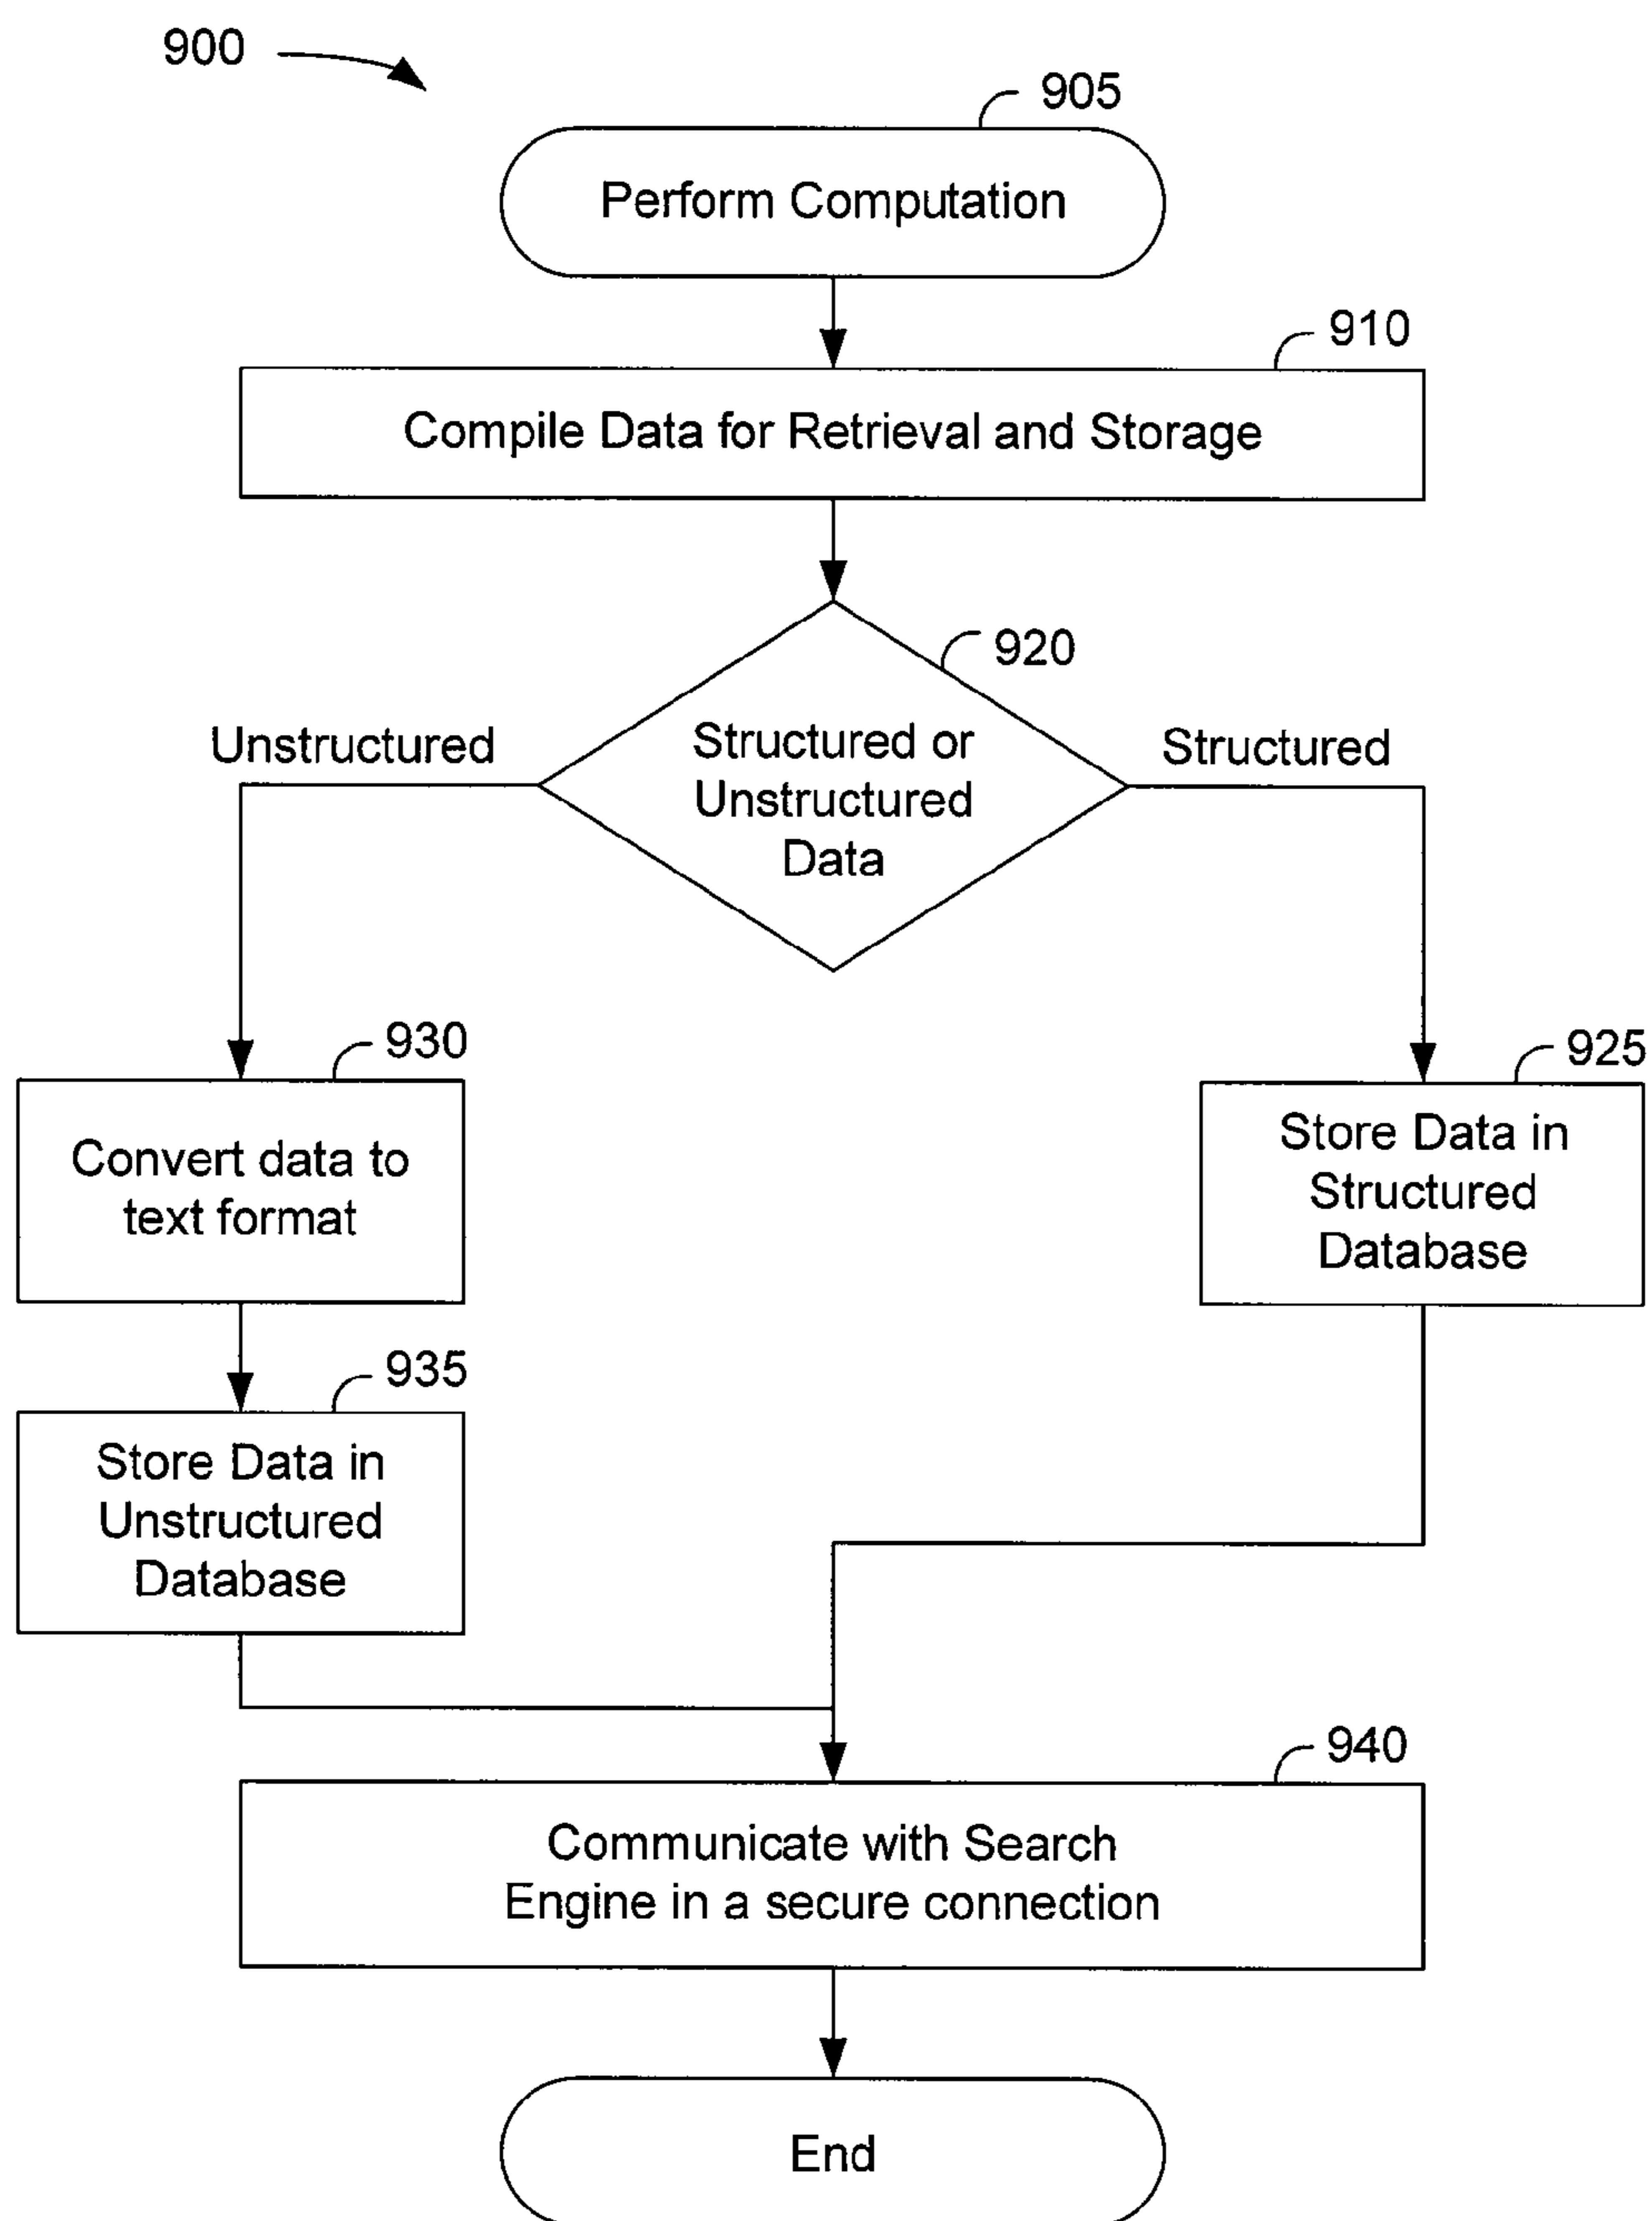 900
905
Perform Computation
910
Compile Data for Retrieval and Storage
920
Unstructured
Structured or
Unstructured
Data
Structured
930
Convert data to
text format
925
Store Data in
Structured
Database
935
Store Data in
Unstructured
Database
940
Communicate with Search
Engine in a secure connection
End